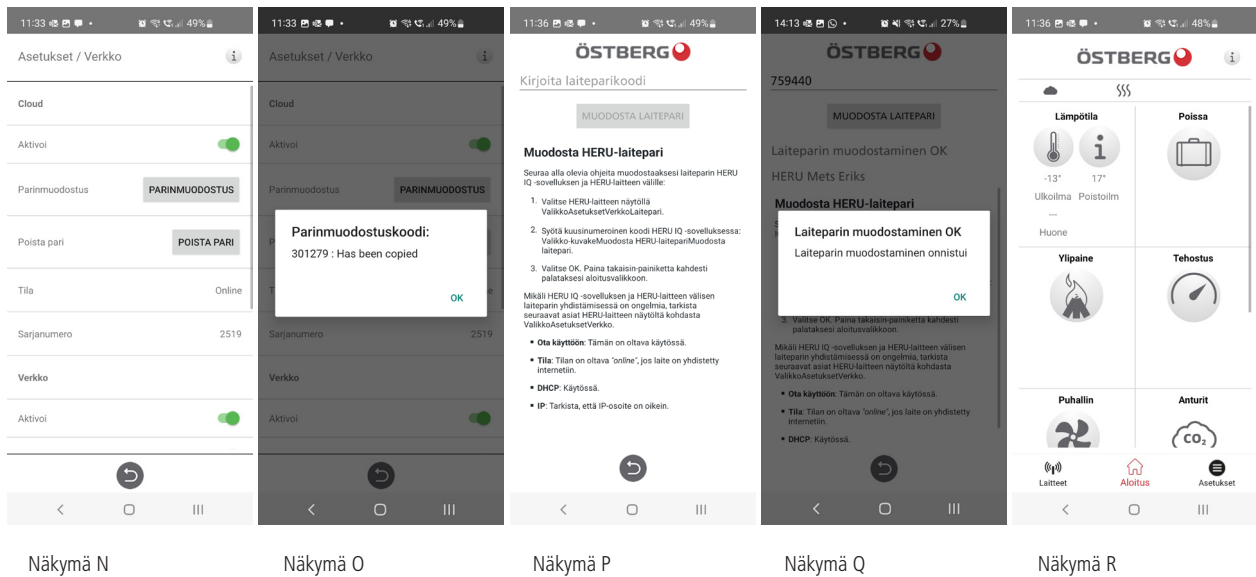 11:33 49%
Asetukset / Verkko i
Cloud
Aktivoi
Parinmuodostus PARINMUODOSTUS
Poista pari POISTA PARI
Tila Online
Sarjanumero 2519
Verkko
Aktivoi
Näkymä N
11:33 49%
Asetukset / Verkko i
Cloud
Aktivoi
Parinmuodostus PARINMUODOSTUS
Parinmuodostuskoodi:
301279 : Has been copied
OK
Sarjanumero 2519
Verkko
Aktivoi
Näkymä O
11:36 49%
ÖSTBERG
Kirjoita laiteparikoodi
MUODOSTA LAITEPARI
Muodosta HERU-laitepari
Seuraa alla olevia ohjeita muodostaaksesi laiteparin HERU
IQ -sovelluksen ja HERU-laitteen välille:
1. Valitse HERU-laitteen näytöllä
ValikkoAsetuksetVerkkoLaitepari.
2. Syötä kuusinumeroinen koodi HERU IQ -sovelluksessa:
Valikko-kuvakeMuodosta HERU-laitepariMuodosta
laitepari.
3. Valitse OK. Paina takaisin-painiketta kahdesti
palataksesi aloitusvalikkoon.
Mikäli HERU IQ -sovelluksen ja HERU-laitteen välisen
laiteparin yhdistämisessä on ongelmia, tarkista
seuraavat asiat HERU-laitteen näytöltä kohdasta
ValikkoAsetuksetVerkko.
▪ Ota käyttöön: Tämän on oltava käytössä.
▪ Tila: Tilan on oltava "online", jos laite on yhdistetty
internetiin.
▪ DHCP: Käytössä.
▪ IP: Tarkista, että IP-osoite on oikein.
Näkymä P
14:13 27%
ÖSTBERG
759440
MUODOSTA LAITEPARI
Laiteparin muodostaminen OK
HERU Mets Eriks
Muodosta HERU-laitepari
Laiteparin muodostaminen OK
Laiteparin muodostaminen onnistui
OK
3. Valitse OK. Paina takaisin-painiketta kahdesti
palataksesi aloitusvalikkoon.
Mikäli HERU IQ -sovelluksen ja HERU-laitteen välisen
laiteparin yhdistämisessä on ongelmia, tarkista
seuraavat asiat HERU-laitteen näytöltä kohdasta
ValikkoAsetuksetVerkko.
▪ Ota käyttöön: Tämän on oltava käytössä.
▪ Tila: Tilan on oltava "online", jos laite on yhdistetty
internetiin.
▪ DHCP: Käytössä.
Näkymä Q
11:36 48%
ÖSTBERG i
Lämpötila Poissa
i
-13° 17°
Ulkoilma Poistoilm
---
Huone
Ylipaine Tehostus
Puhallin Anturit
CO₂
Laitteet Aloitus Asetukset
Näkymä R